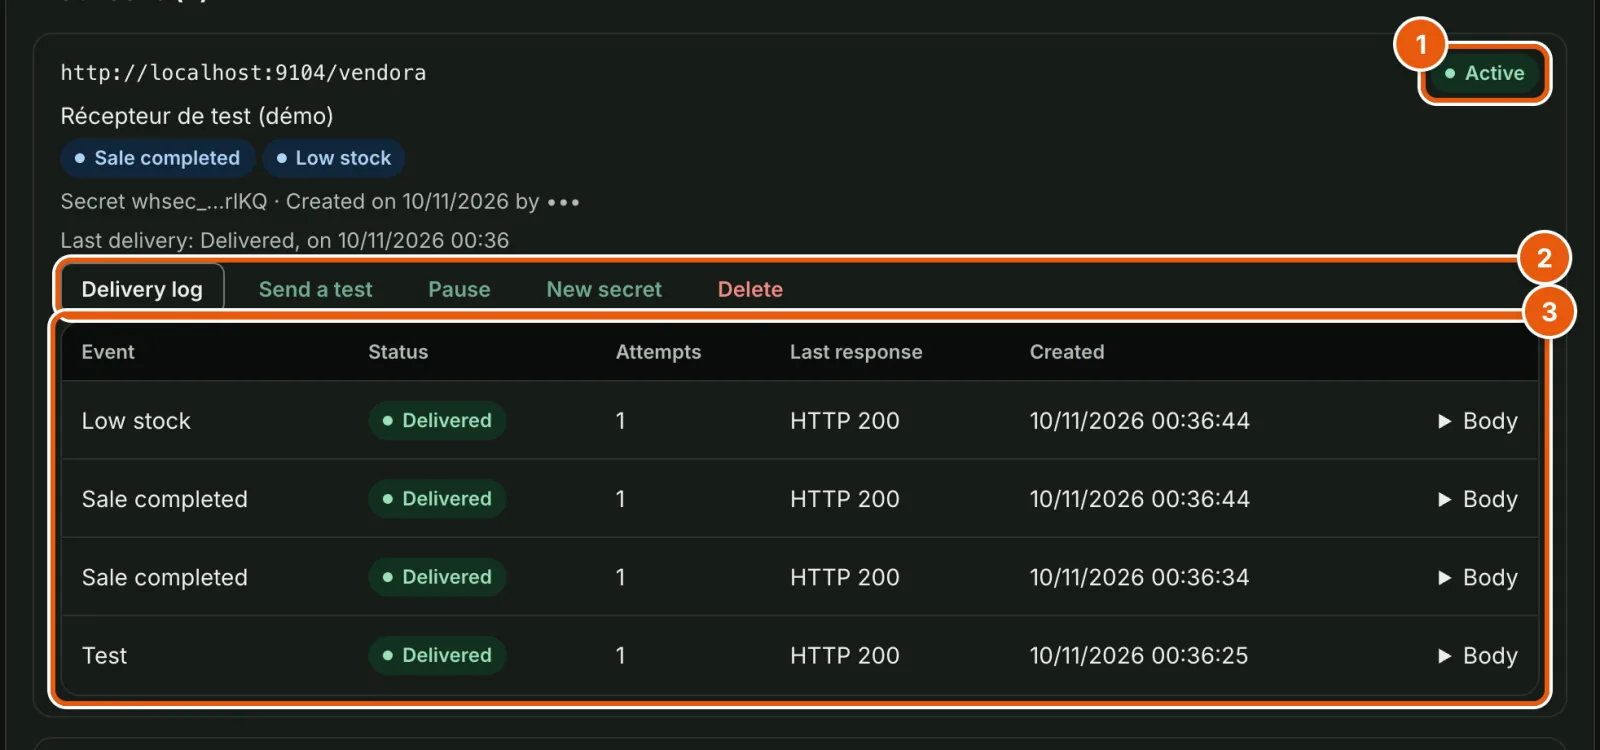 http://localhost:9104/vendora
1
Active
Récepteur de test (démo)
Sale completed Low stock
Secret whsec_...rIKQ · Created on 10/11/2026 by •••
Last delivery: Delivered, on 10/11/2026 00:36
2
Delivery log Send a test Pause New secret Delete
3
Event Status Attempts Last response Created
Low stock Delivered 1 HTTP 200 10/11/2026 00:36:44 Body
Sale completed Delivered 1 HTTP 200 10/11/2026 00:36:44 Body
Sale completed Delivered 1 HTTP 200 10/11/2026 00:36:34 Body
Test Delivered 1 HTTP 200 10/11/2026 00:36:25 Body